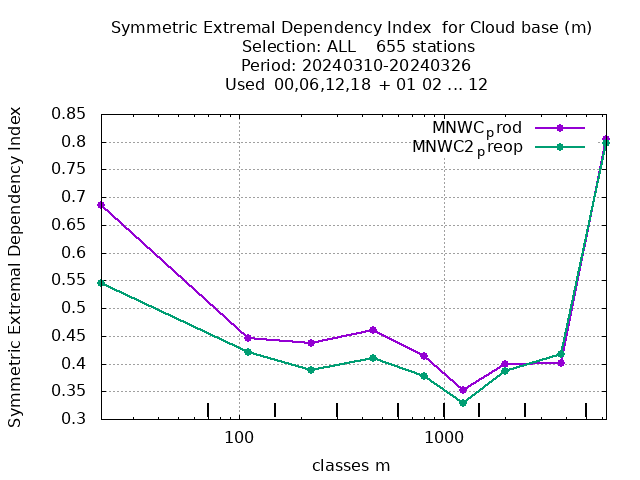 Symmetric Extremal Dependency Index  for Cloud base (m)
Selection: ALL    655 stations
Period: 20240310-20240326
Used  00,06,12,18 + 01 02 ... 12
Symmetric Extremal Dependency Index
0.85
0.8
0.75
0.7
0.65
0.6
0.55
0.5
0.45
0.4
0.35
0.3
MNWCprod
MNWC2preop
100
1000
classes m